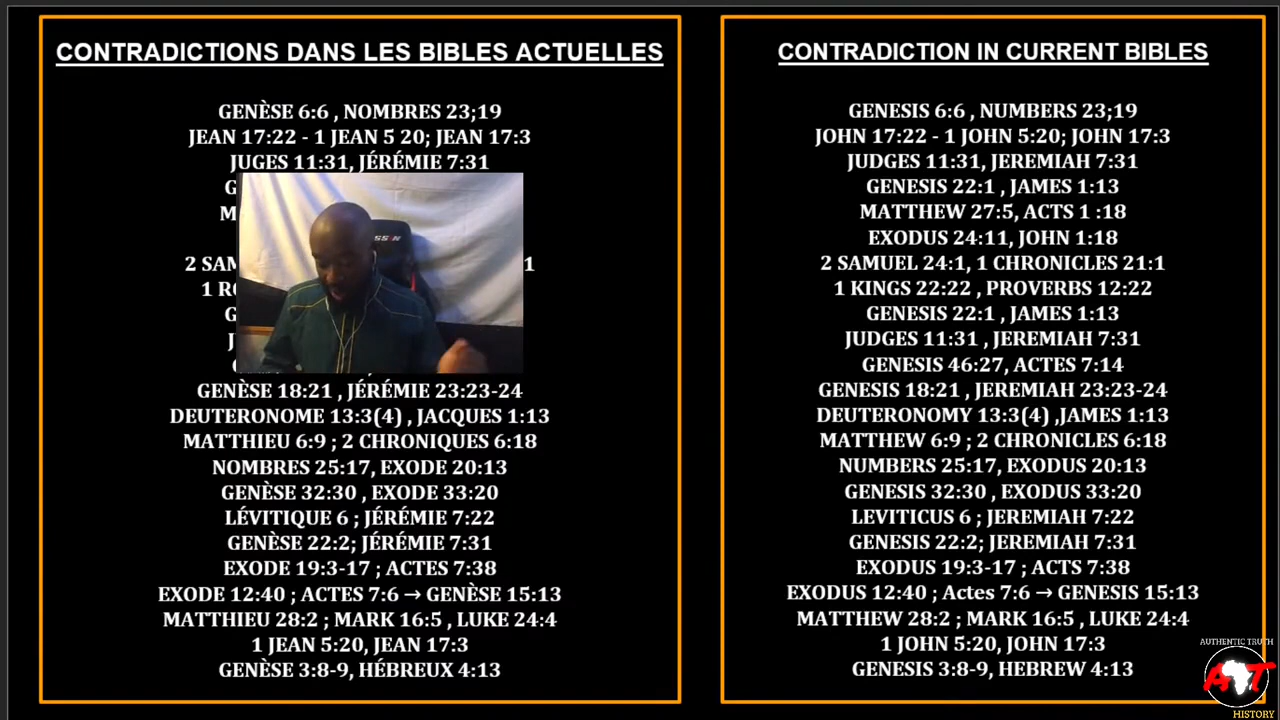 CONTRADICTIONS DANS LES BIBLES ACTUELLES
GENÈSE 6:6 , NOMBRES 23;19
JEAN 17:22 - 1 JEAN 5 20; JEAN 17:3
JUGES 11:31, JÉRÉMIE 7:31
2 SAM
1
GENÈSE 18:21 , JÉRÉMIE 23:23-24
DEUTERONOME 13:3(4) , JACQUES 1:13
MATTHIEU 6:9 ; 2 CHRONIQUES 6:18
NOMBRES 25:17, EXODE 20:13
GENÈSE 32:30 , EXODE 33:20
LÉVITIQUE 6 ; JÉRÉMIE 7:22
GENÈSE 22:2; JÉRÉMIE 7:31
EXODE 19:3-17 ; ACTES 7:38
EXODE 12:40 ; ACTES 7:6 → GENÈSE 15:13
MATTHIEU 28:2 ; MARK 16:5 , LUKE 24:4
1 JEAN 5:20, JEAN 17:3
GENÈSE 3:8-9, HÉBREUX 4:13
CONTRADICTION IN CURRENT BIBLES
GENESIS 6:6 , NUMBERS 23;19
JOHN 17:22 - 1 JOHN 5:20; JOHN 17:3
JUDGES 11:31, JEREMIAH 7:31
GENESIS 22:1 , JAMES 1:13
MATTHEW 27:5, ACTS 1 :18
EXODUS 24:11, JOHN 1:18
2 SAMUEL 24:1, 1 CHRONICLES 21:1
1 KINGS 22:22 , PROVERBS 12:22
GENESIS 22:1 , JAMES 1:13
JUDGES 11:31 , JEREMIAH 7:31
GENESIS 46:27, ACTES 7:14
GENESIS 18:21 , JEREMIAH 23:23-24
DEUTERONOMY 13:3(4) ,JAMES 1:13
MATTHEW 6:9 ; 2 CHRONICLES 6:18
NUMBERS 25:17, EXODUS 20:13
GENESIS 32:30 , EXODUS 33:20
LEVITICUS 6 ; JEREMIAH 7:22
GENESIS 22:2; JEREMIAH 7:31
EXODUS 19:3-17 ; ACTS 7:38
EXODUS 12:40 ; Actes 7:6 → GENESIS 15:13
MATTHEW 28:2 ; MARK 16:5 , LUKE 24:4
1 JOHN 5:20, JOHN 17:3
GENESIS 3:8-9, HEBREW 4:13
AUTHENTIC TRUTH
AT
HISTORY